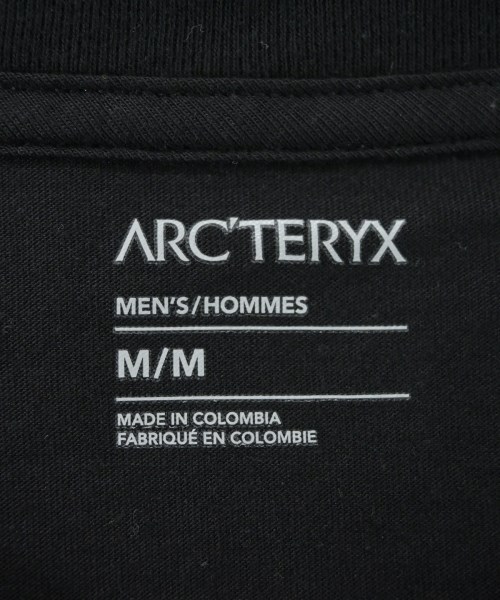 ARC'TERYX
MEN'S/HOMMES
M/M
MADE IN COLOMBIA
FABRIQUÉ EN COLOMBIE